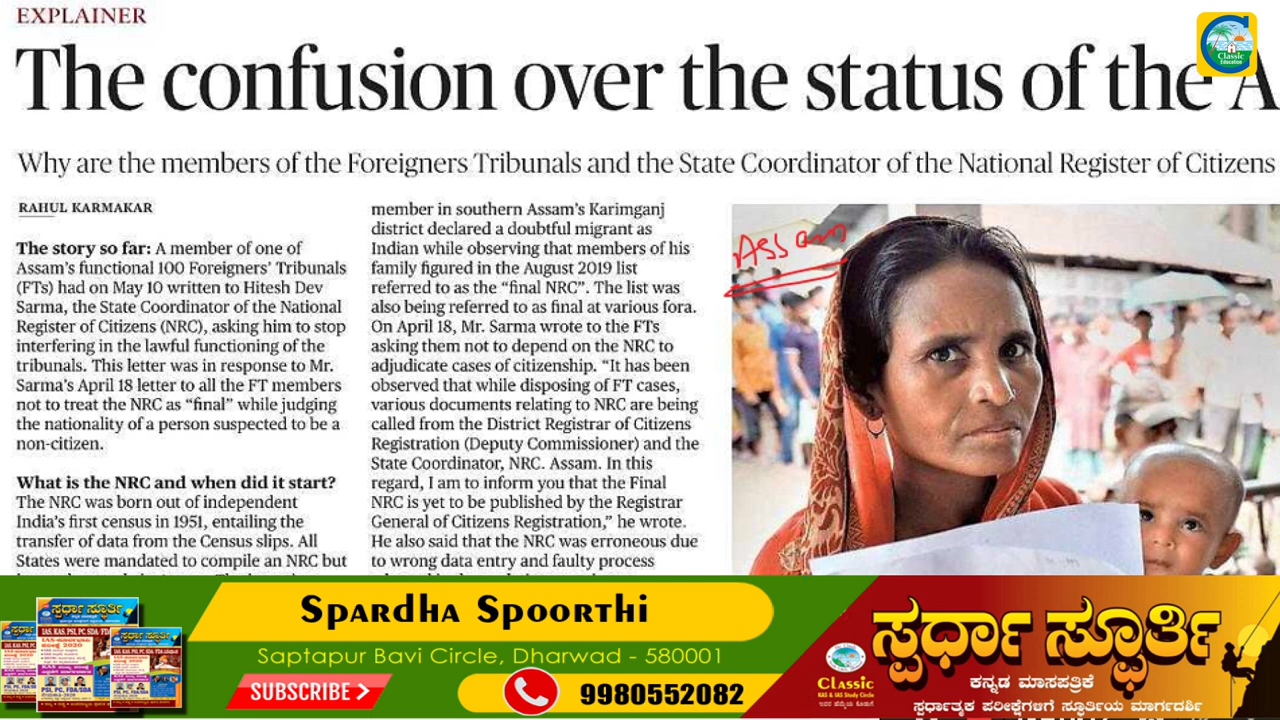 EXPLAINER
The confusion over the status of the A
Why are the members of the Foreigners Tribunals and the State Coordinator of the National Register of Citizens
RAHUL KARMAKAR
The story so far: A member of one of
Assam's functional 100 Foreigners' Tribunals
(FTs) had on May 10 written to Hitesh Dev
Sarma, the State Coordinator of the National
Register of Citizens (NRC), asking him to stop
interfering in the lawful functioning of the
tribunals. This letter was in response to Mr.
Sarma's April 18 letter to all the FT members
not to treat the NRC as "final" while judging
the nationality of a person suspected to be a
non-citizen.
What is the NRC and when did it start?
The NRC was born out of independent
India's first census in 1951, entailing the
transfer of data from the Census slips. All
States were mandated to compile an NRC but
member in southern Assam's Karimganj
district declared a doubtful migrant as
Indian while observing that members of his
family figured in the August 2019 list
referred to as the "final NRC". The list was
also being referred to as final at various fora.
On April 18, Mr. Sarma wrote to the FTs
asking them not to depend on the NRC to
adjudicate cases of citizenship. "It has been
observed that while disposing of FT cases,
various documents relating to NRC are being
called from the District Registrar of Citizens
Registration (Deputy Commissioner) and the
State Coordinator, NRC. Assam. In this
regard, I am to inform you that the Final
NRC is yet to be published by the Registrar
General of Citizens Registration," he wrote.
He also said that the NRC was erroneous due
to wrong data entry and faulty process
Assam
Classic
Education
Spardha Spoorthi
Saptapur Bavi Circle, Dharwad - 580001
SUBSCRIBE
9980552082
Classic
KAS & IAS Study Circle
ಸ್ಪರ್ಧಾ ಸ್ಫೂರ್ತಿ
ಕನ್ನಡ ಮಾಸಪತ್ರಿಕೆ
ಸ್ಪರ್ಧಾತ್ಮಕ ಪರೀಕ್ಷೆಗಳಿಗೆ ಸ್ಫೂರ್ತಿಯ ಮಾರ್ಗದರ್ಶಿ